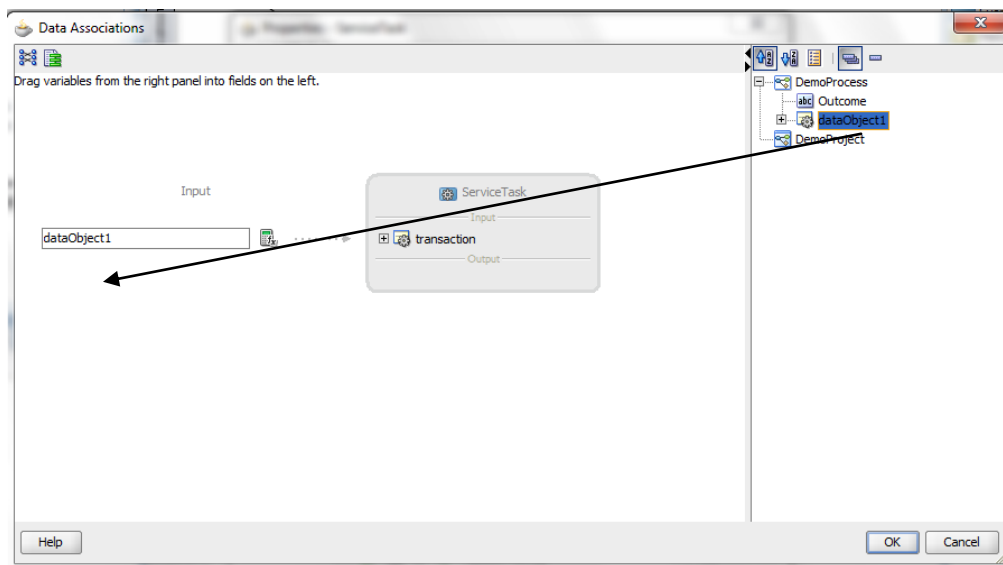 Data Associations
Drag variables from the right panel into fields on the left.
DemoProcess
abc Outcome
dataObject1
DemoProject
Input
ServiceTask
Input
dataObject1
transaction
Output
Help
OK
Cancel